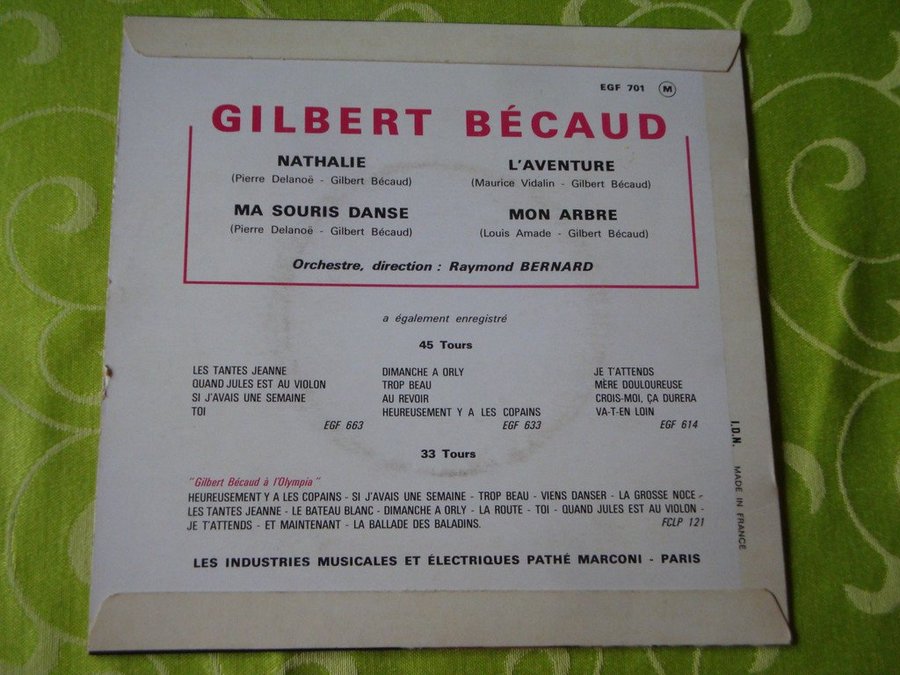 EGF 701 M
GILBERT BÉCAUD
NATHALIE
(Pierre Delanoë - Gilbert Bécaud)
L'AVENTURE
(Maurice Vidalin - Gilbert Bécaud)
MA SOURIS DANSE
(Pierre Delanoë - Gilbert Bécaud)
MON ARBRE
(Louis Amade - Gilbert Bécaud)
Orchestre, direction : Raymond BERNARD
a également enregistré
45 Tours
LES TANTES JEANNE
QUAND JULES EST AU VIOLON
SI J'AVAIS UNE SEMAINE
TOI
EGF 663
DIMANCHE A ORLY
TROP BEAU
AU REVOIR
HEUREUSEMENT Y A LES COPAINS
EGF 633
JE T'ATTENDS
MÈRE DOULOUREUSE
CROIS-MOI, ÇA DURERA
VA-T-EN LOIN
EGF 614
33 Tours
"Gilbert Bécaud à l'Olympia"
HEUREUSEMENT Y A LES COPAINS - SI J'AVAIS UNE SEMAINE - TROP BEAU - VIENS DANSER - LA GROSSE NOCE -
LES TANTES JEANNE - LE BATEAU BLANC - DIMANCHE A ORLY - LA ROUTE - TOI - QUAND JULES EST AU VIOLON -
JE T'ATTENDS - ET MAINTENANT - LA BALLADE DES BALADINS. FCLP 121
LES INDUSTRIES MUSICALES ET ÉLECTRIQUES PATHÉ MARCONI - PARIS
I.D.N. MADE IN FRANCE